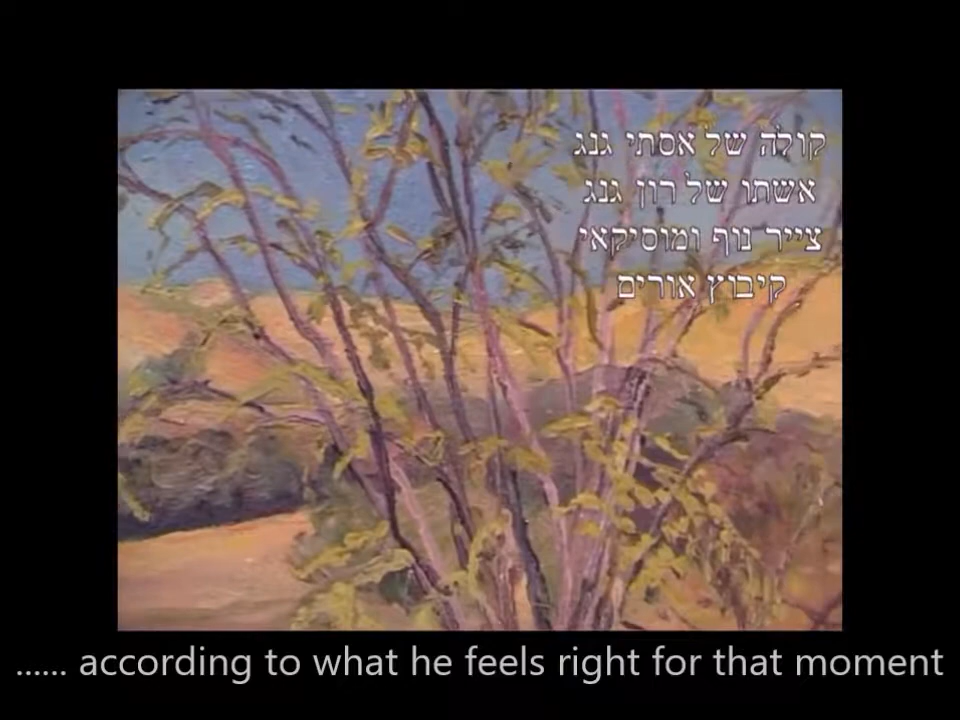 קולה של אסתי גנג
אשתו של רון גנג
צייר נוף ומוסיקאי
קיבוץ אורים
...... according to what he feels right for that moment